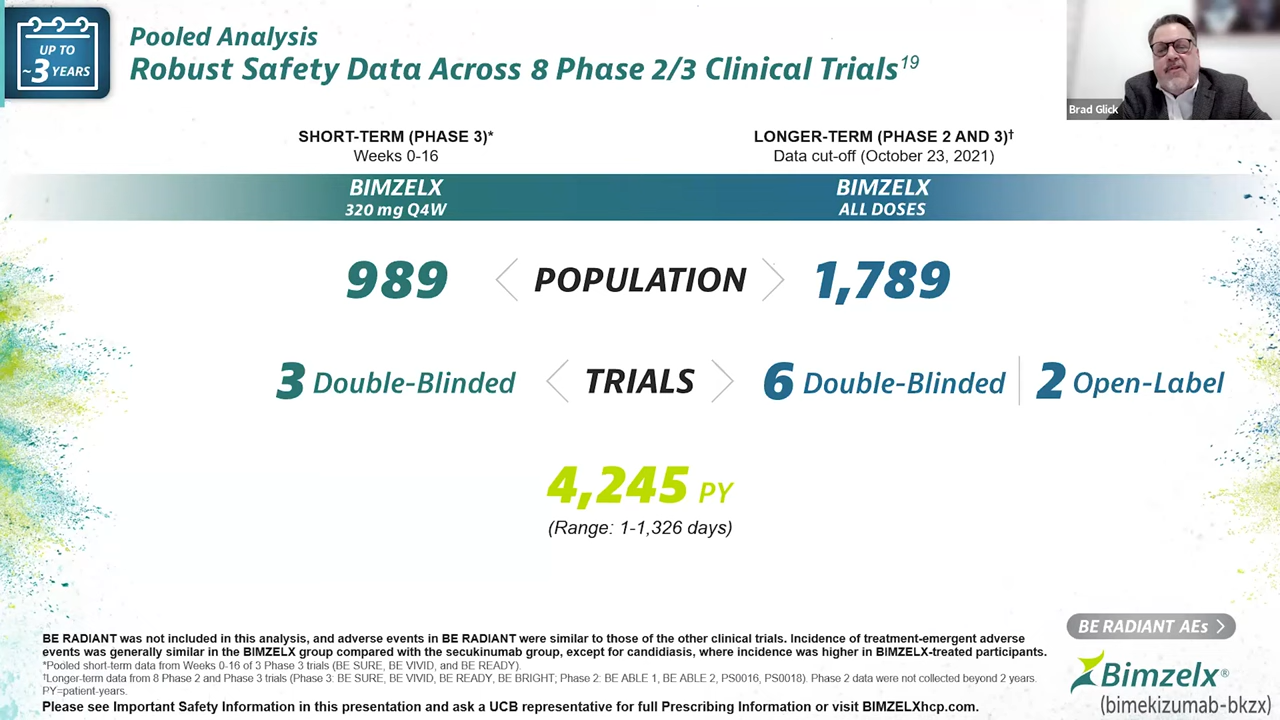 UP TO
~3 YEARS
Pooled Analysis
Robust Safety Data Across 8 Phase 2/3 Clinical Trials19
Brad Glick
SHORT-TERM (PHASE 3)*
Weeks 0-16
LONGER-TERM (PHASE 2 AND 3)†
Data cut-off (October 23, 2021)
BIMZELX
320 mg Q4W
BIMZELX
ALL DOSES
989 POPULATION 1,789
3 Double-Blinded TRIALS 6 Double-Blinded 2 Open-Label
4,245 PY
(Range: 1-1,326 days)
BE RADIANT AEs
BE RADIANT was not included in this analysis, and adverse events in BE RADIANT were similar to those of the other clinical trials. Incidence of treatment-emergent adverse
events was generally similar in the BIMZELX group compared with the secukinumab group, except for candidiasis, where incidence was higher in BIMZELX-treated participants.
*Pooled short-term data from Weeks 0-16 of 3 Phase 3 trials (BE SURE, BE VIVID, and BE READY).
†Longer-term data from 8 Phase 2 and Phase 3 trials (Phase 3: BE SURE, BE VIVID, BE READY, BE BRIGHT; Phase 2: BE ABLE 1, BE ABLE 2, PS0016, PS0018). Phase 2 data were not collected beyond 2 years.
PY=patient-years.
Please see Important Safety Information in this presentation and ask a UCB representative for full Prescribing Information or visit BIMZELXhcp.com.
Bimzelx®
(bimekizumab-bkzx)